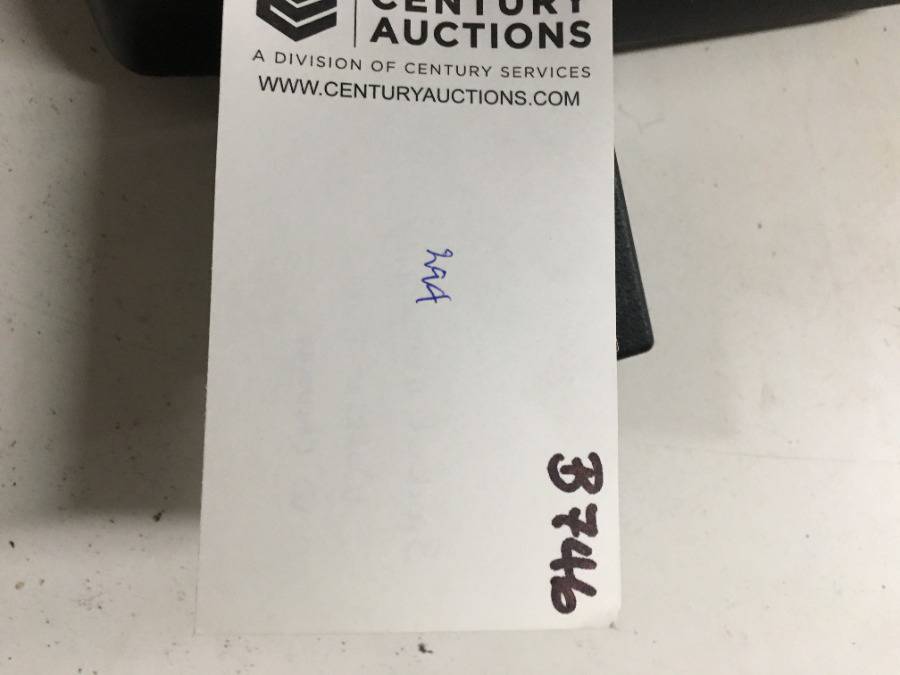 CENTURY
AUCTIONS
A DIVISION OF CENTURY SERVICES
WWW.CENTURYAUCTIONS.COM
B746